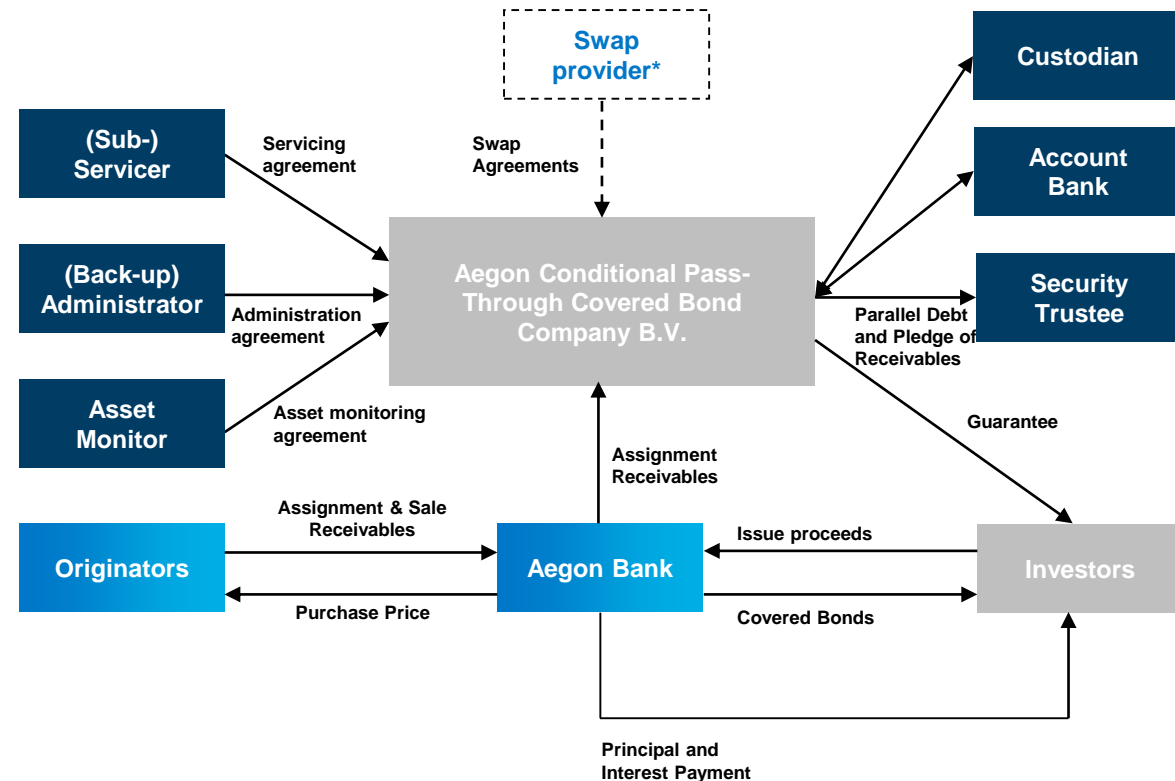 Swap
provider*
Custodian
(Sub-)
Servicer
Servicing
agreement
Swap
Agreements
Account
Bank
(Back-up)
Administrator
Administration
agreement
Aegon Conditional Pass-
Through Covered Bond
Company B.V.
Security
Trustee
Parallel Debt
and Pledge of
Receivables
Asset
Monitor
Asset monitoring
agreement
Guarantee
Assignment
Receivables
Assignment & Sale
Receivables
Issue proceeds
Originators
Aegon Bank
Investors
Purchase Price
Covered Bonds
Principal and
Interest Payment